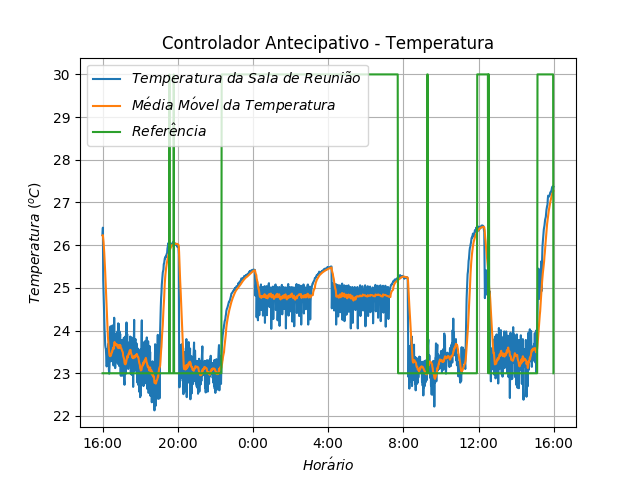 Controlador Antecipativo - Temperatura
Temperatura da Sala de Reunião
Média Móvel da Temperatura
Referência
30
29
28
27
26
25
24
23
22
Temperatura (°C)
16:00 20:00 0:00 4:00 8:00 12:00 16:00
Horário